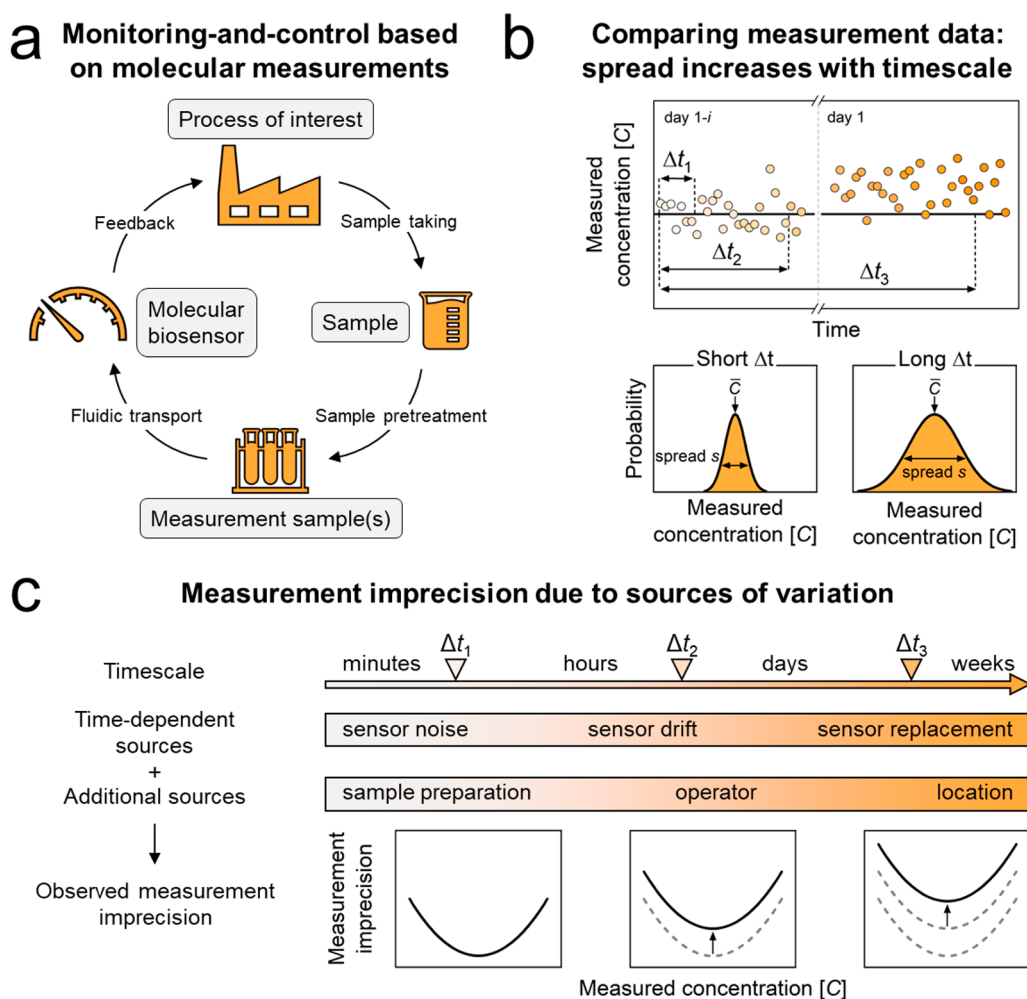 a
Monitoring-and-control based
on molecular measurements
Process of interest
Feedback
Sample taking
Molecular
biosensor
Sample
Fluidic transport
Sample pretreatment
Measurement sample(s)
b
Comparing measurement data:
spread increases with timescale
Measured
concentration [C]
day 1-i
day 1
Δt₁
Δt₂
Δt₃
Time
Short Δt
Long Δt
Probability
C̅
spread s
C̅
spread s
Measured
concentration [C]
Measured
concentration [C]
c
Measurement imprecision due to sources of variation
Timescale
minutes Δt₁ hours Δt₂ days Δt₃ weeks
Time-dependent
sources
sensor noise sensor drift sensor replacement
+
Additional sources
sample preparation operator location
Observed measurement
imprecision
Measurement
imprecision
Measured concentration [C]